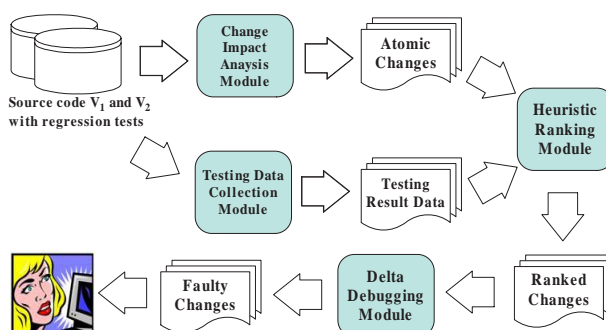 Change
Impact
Anaysis
Module
Atomic
Changes
Source code V1 and V2
with regression tests
Heuristic
Ranking
Module
Testing Data
Collection
Module
Testing
Result Data
Faulty
Changes
Delta
Debugging
Module
Ranked
Changes